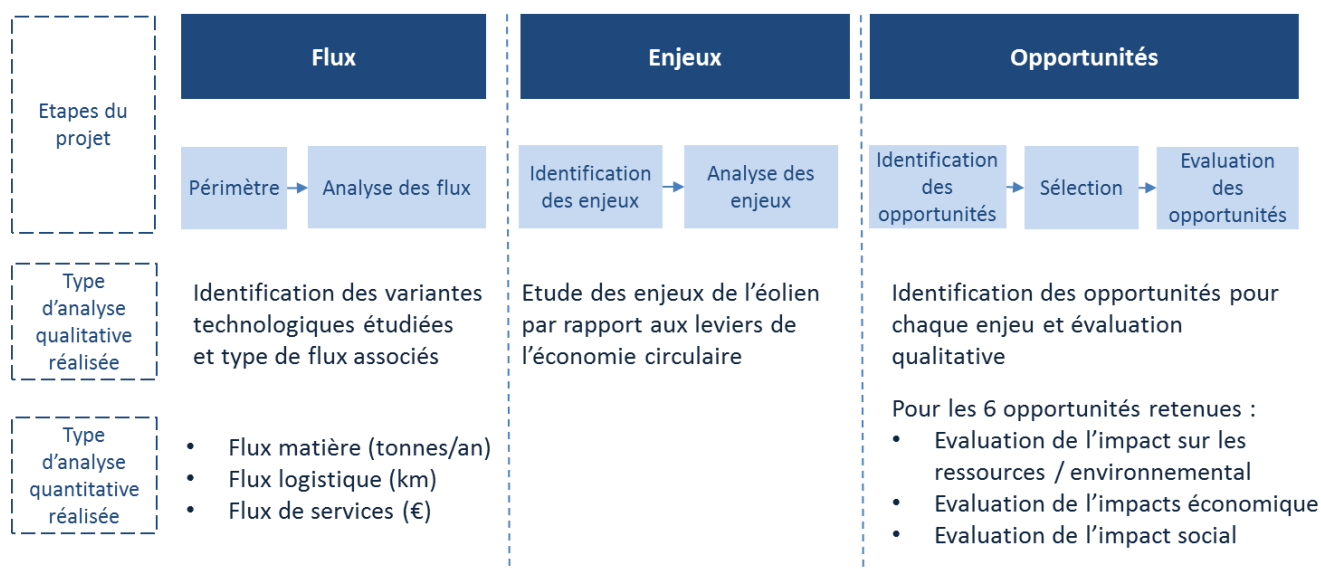 Flux
Enjeux
Opportunités
Etapes du
projet
Périmètre
Analyse des flux
Identification
des enjeux
Analyse des
enjeux
Identification
des
opportunités
Sélection
Evaluation
des
opportunités
Type
d’analyse
qualitative
réalisée
Identification des variantes
technologiques étudiées
et type de flux associés
Etude des enjeux de l’éolien
par rapport aux leviers de
l’économie circulaire
Identification des opportunités pour
chaque enjeu et évaluation
qualitative
Type
d’analyse
quantitative
réalisée
• Flux matière (tonnes/an)
• Flux logistique (km)
• Flux de services (€)
Pour les 6 opportunités retenues :
• Evaluation de l’impact sur les
ressources / environnemental
• Evaluation de l’impacts économique
• Evaluation de l’impact social